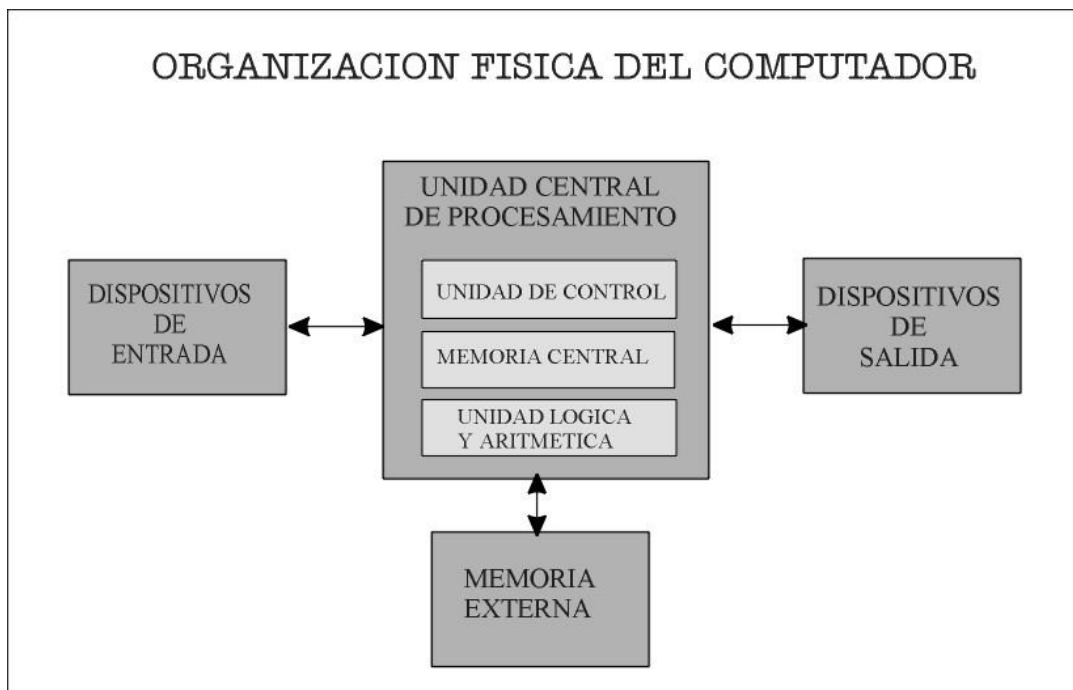 ORGANIZACION FISICA DEL COMPUTADOR
UNIDAD CENTRAL
DE PROCESAMIENTO
UNIDAD DE CONTROL
MEMORIA CENTRAL
UNIDAD LOGICA
Y ARITMETICA
DISPOSITIVOS
DE
ENTRADA
DISPOSITIVOS
DE
SALIDA
MEMORIA
EXTERNA